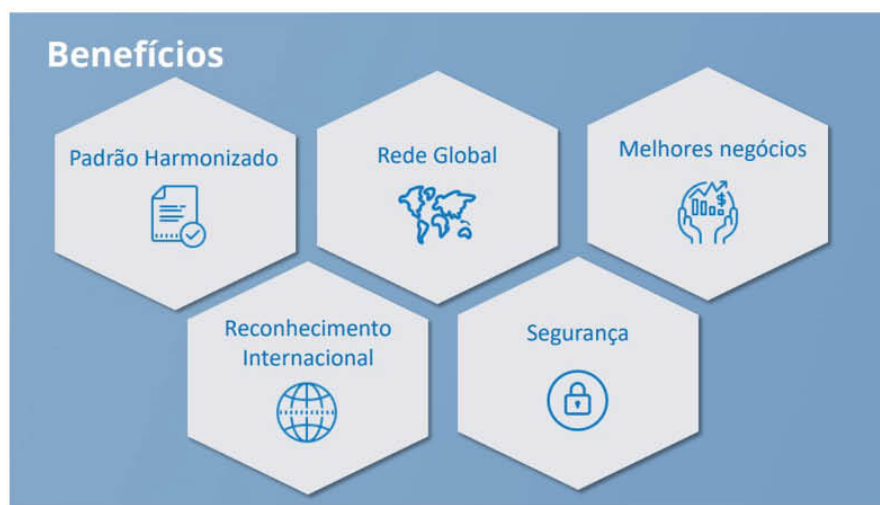 Benefícios
Padrão Harmonizado
Rede Global
Melhores negócios
$
Reconhecimento
Internacional
Segurança